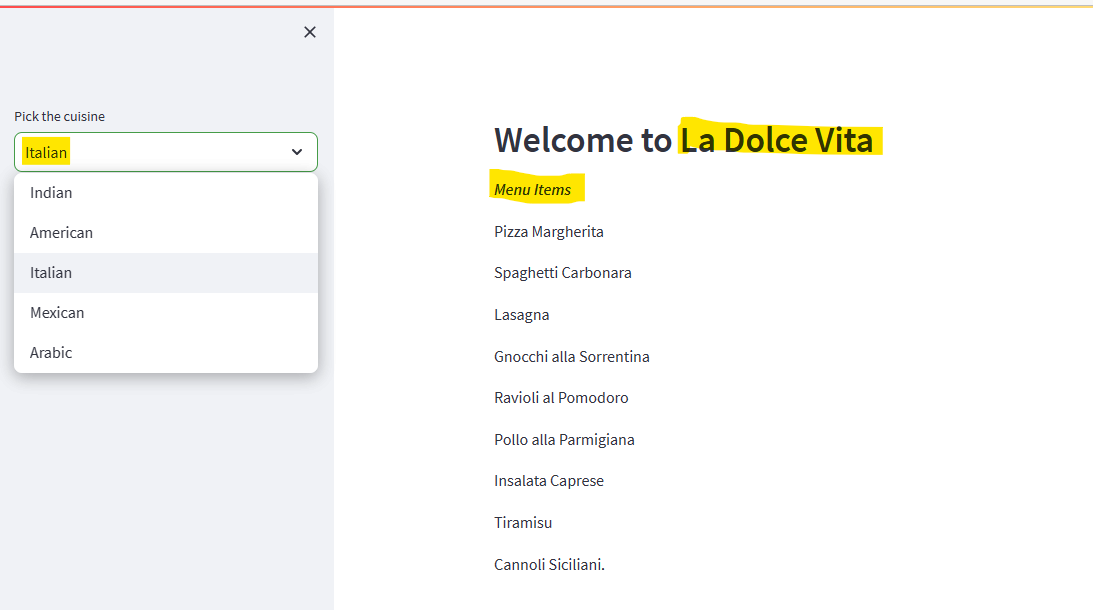 Pick the cuisine
Italian
Indian
American
Italian
Mexican
Arabic
Welcome to La Dolce Vita
Menu Items
Pizza Margherita
Spaghetti Carbonara
Lasagna
Gnocchi alla Sorrentina
Ravioli al Pomodoro
Pollo alla Parmigiana
Insalata Caprese
Tiramisu
Cannoli Siciliani.